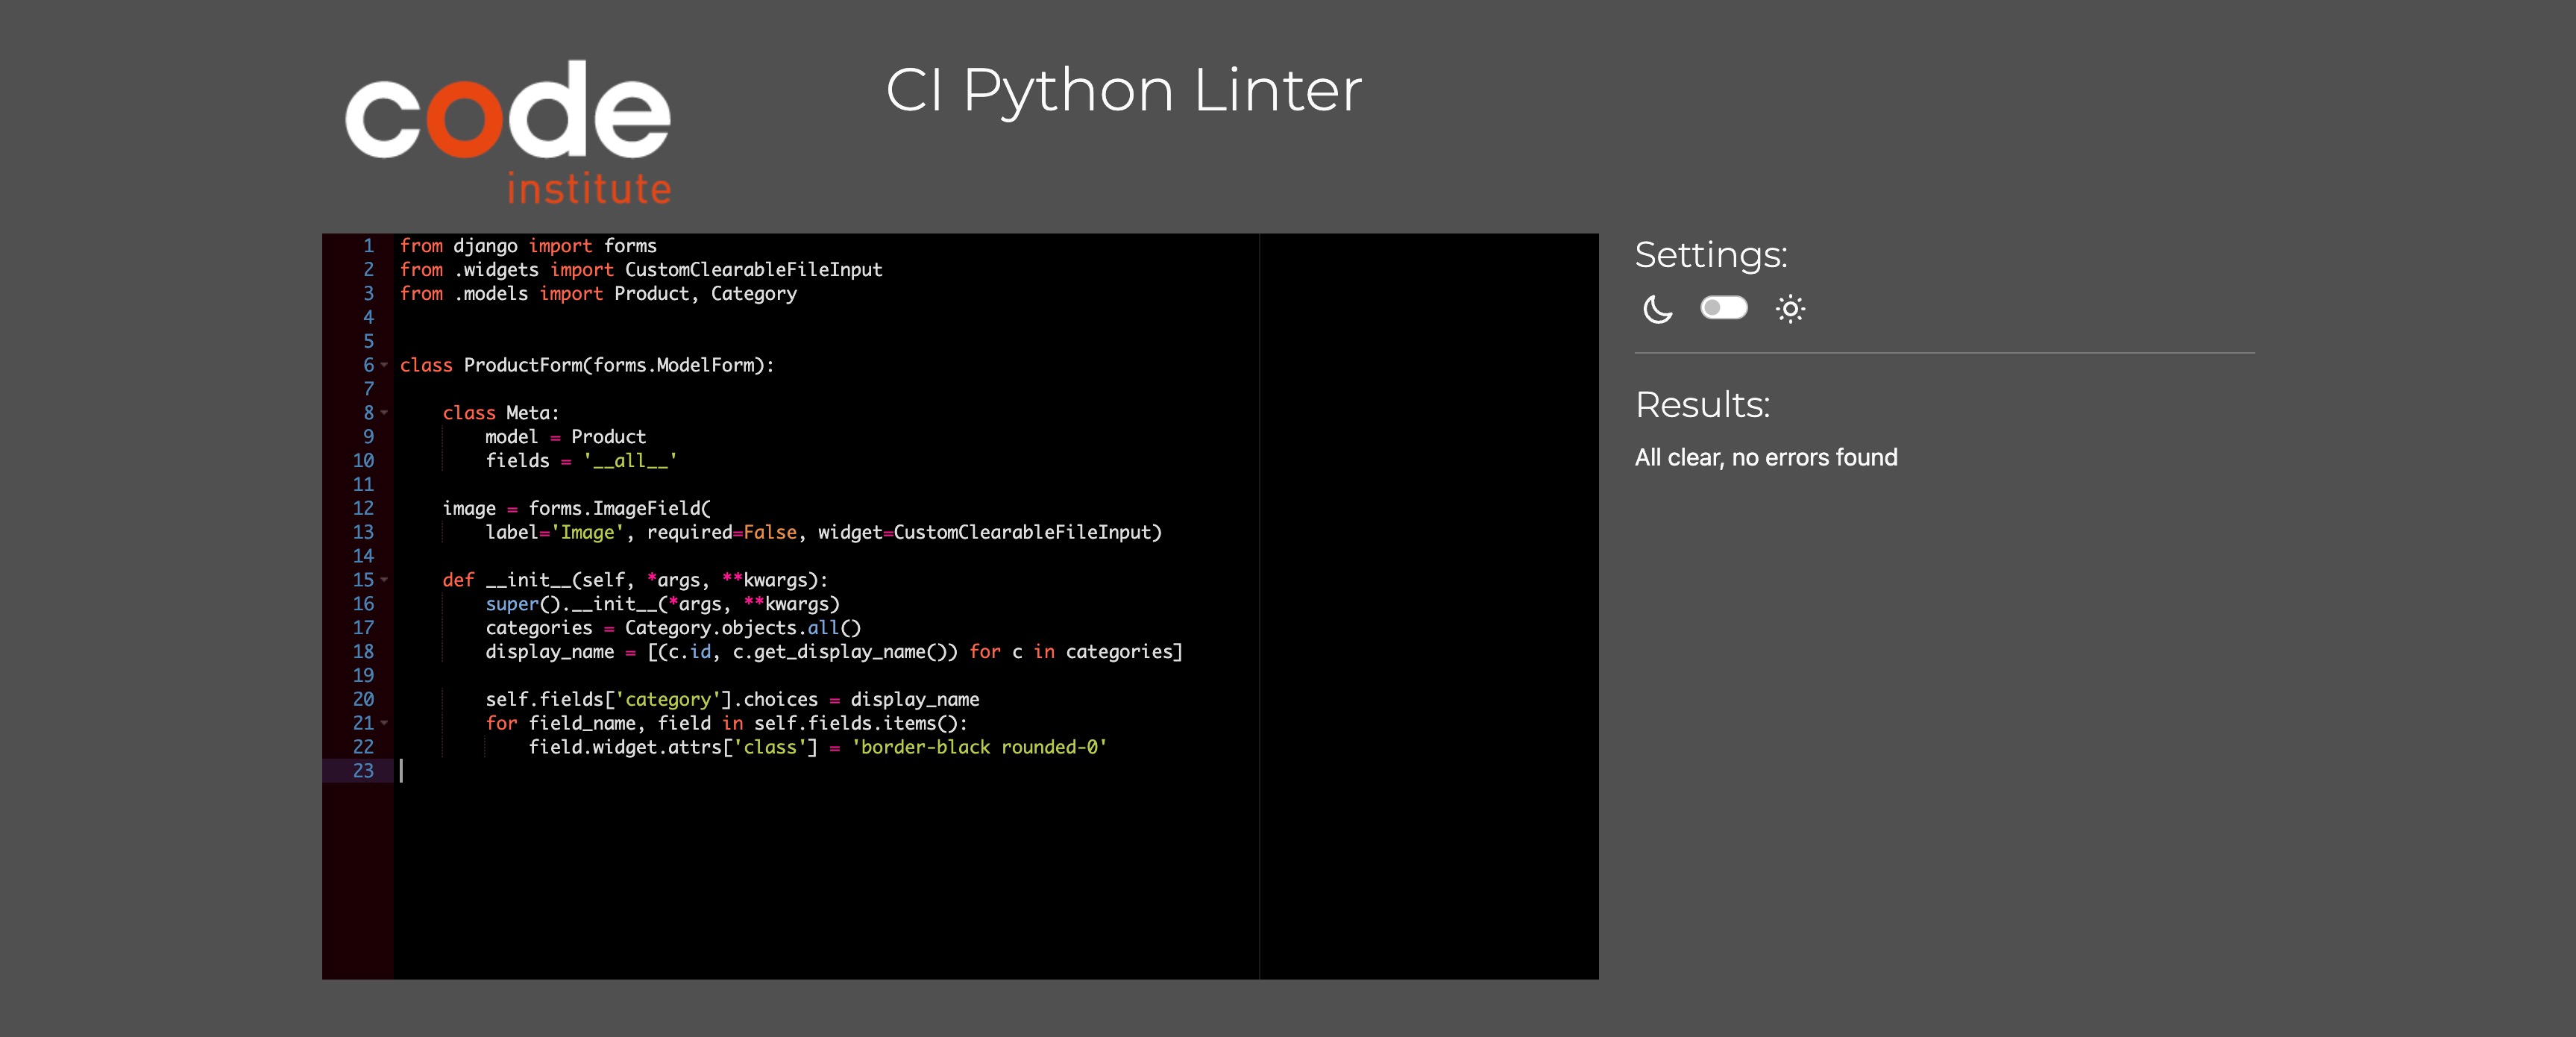 code
institute
CI Python Linter
1 from django import forms
2 from .widgets import CustomClearableFileInput
3 from .models import Product, Category
4
5
6 class ProductForm(forms.ModelForm):
7
8     class Meta:
9         model = Product
10         fields = '__all__'
11
12     image = forms.ImageField(
13         label='Image', required=False, widget=CustomClearableFileInput)
14
15     def __init__(self, *args, **kwargs):
16         super().__init__(*args, **kwargs)
17         categories = Category.objects.all()
18         display_name = [(c.id, c.get_display_name()) for c in categories]
19
20         self.fields['category'].choices = display_name
21         for field_name, field in self.fields.items():
22             field.widget.attrs['class'] = 'border-black rounded-0'
23
Settings:
Results:
All clear, no errors found